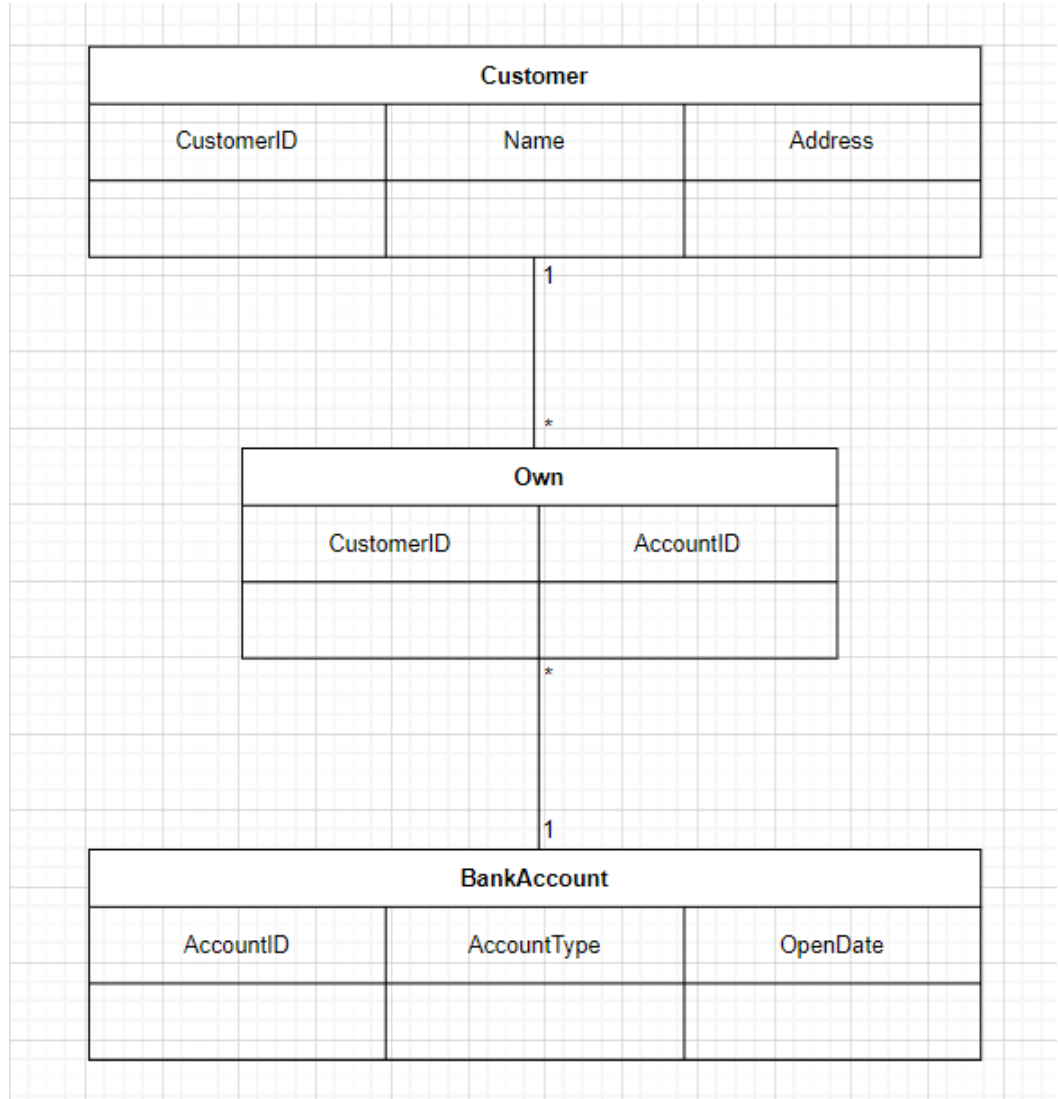 Customer
CustomerID Name Address
1
*
Own
CustomerID AccountID
*
1
BankAccount
AccountID AccountType OpenDate